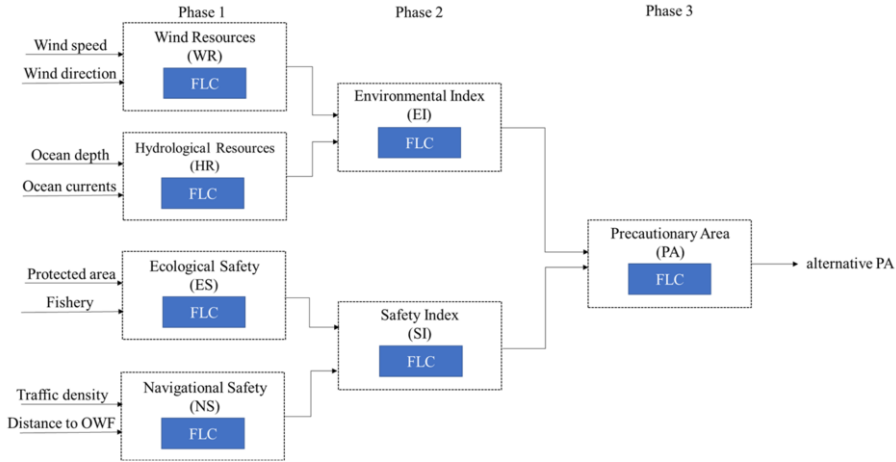 Phase 1
Phase 2
Phase 3
Wind speed
Wind direction
Wind Resources
(WR)
FLC
Ocean depth
Ocean currents
Hydrological Resources
(HR)
FLC
Environmental Index
(EI)
FLC
Protected area
Fishery
Ecological Safety
(ES)
FLC
Traffic density
Distance to OWF
Navigational Safety
(NS)
FLC
Safety Index
(SI)
FLC
Precautionary Area
(PA)
FLC
alternative PA